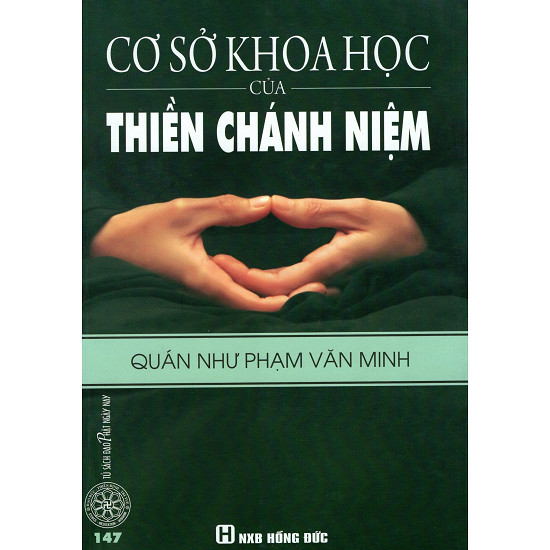 CƠ SỞ KHOA HỌC
CỦA
THIỀN CHÁNH NIỆM
QUÁN NHƯ PHẠM VĂN MINH
TỦ SÁCH ĐẠO PHẬT NGÀY NAY
147
H NXB HỒNG ĐỨC